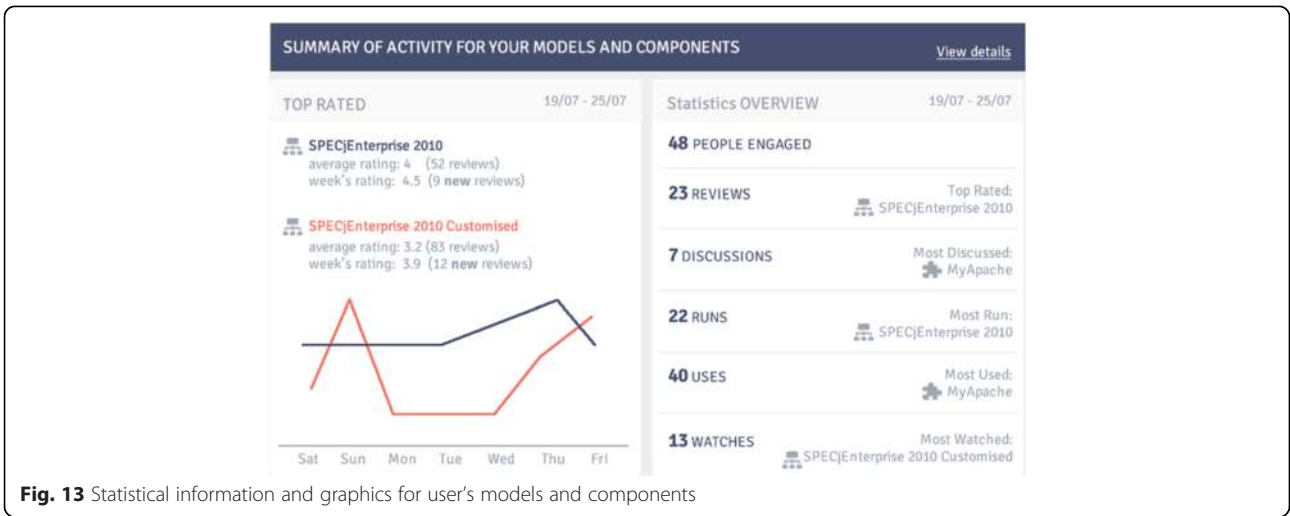 SUMMARY OF ACTIVITY FOR YOUR MODELS AND COMPONENTS
View details
TOP RATED
19/07 - 25/07
SPECjEnterprise 2010
average rating: 4 (52 reviews)
week's rating: 4.5 (9 new reviews)
SPECjEnterprise 2010 Customised
average rating: 3.2 (83 reviews)
week's rating: 3.9 (12 new reviews)
Sat Sun Mon Tue Wed Thu Fri
Statistics OVERVIEW
19/07 - 25/07
48 PEOPLE ENGAGED
23 REVIEWS
Top Rated:
SPECjEnterprise 2010
7 DISCUSSIONS
Most Discussed:
MyApache
22 RUNS
Most Run:
SPECjEnterprise 2010
40 USES
Most Used:
MyApache
13 WATCHES
Most Watched:
SPECjEnterprise 2010 Customised
Fig. 13 Statistical information and graphics for user's models and components